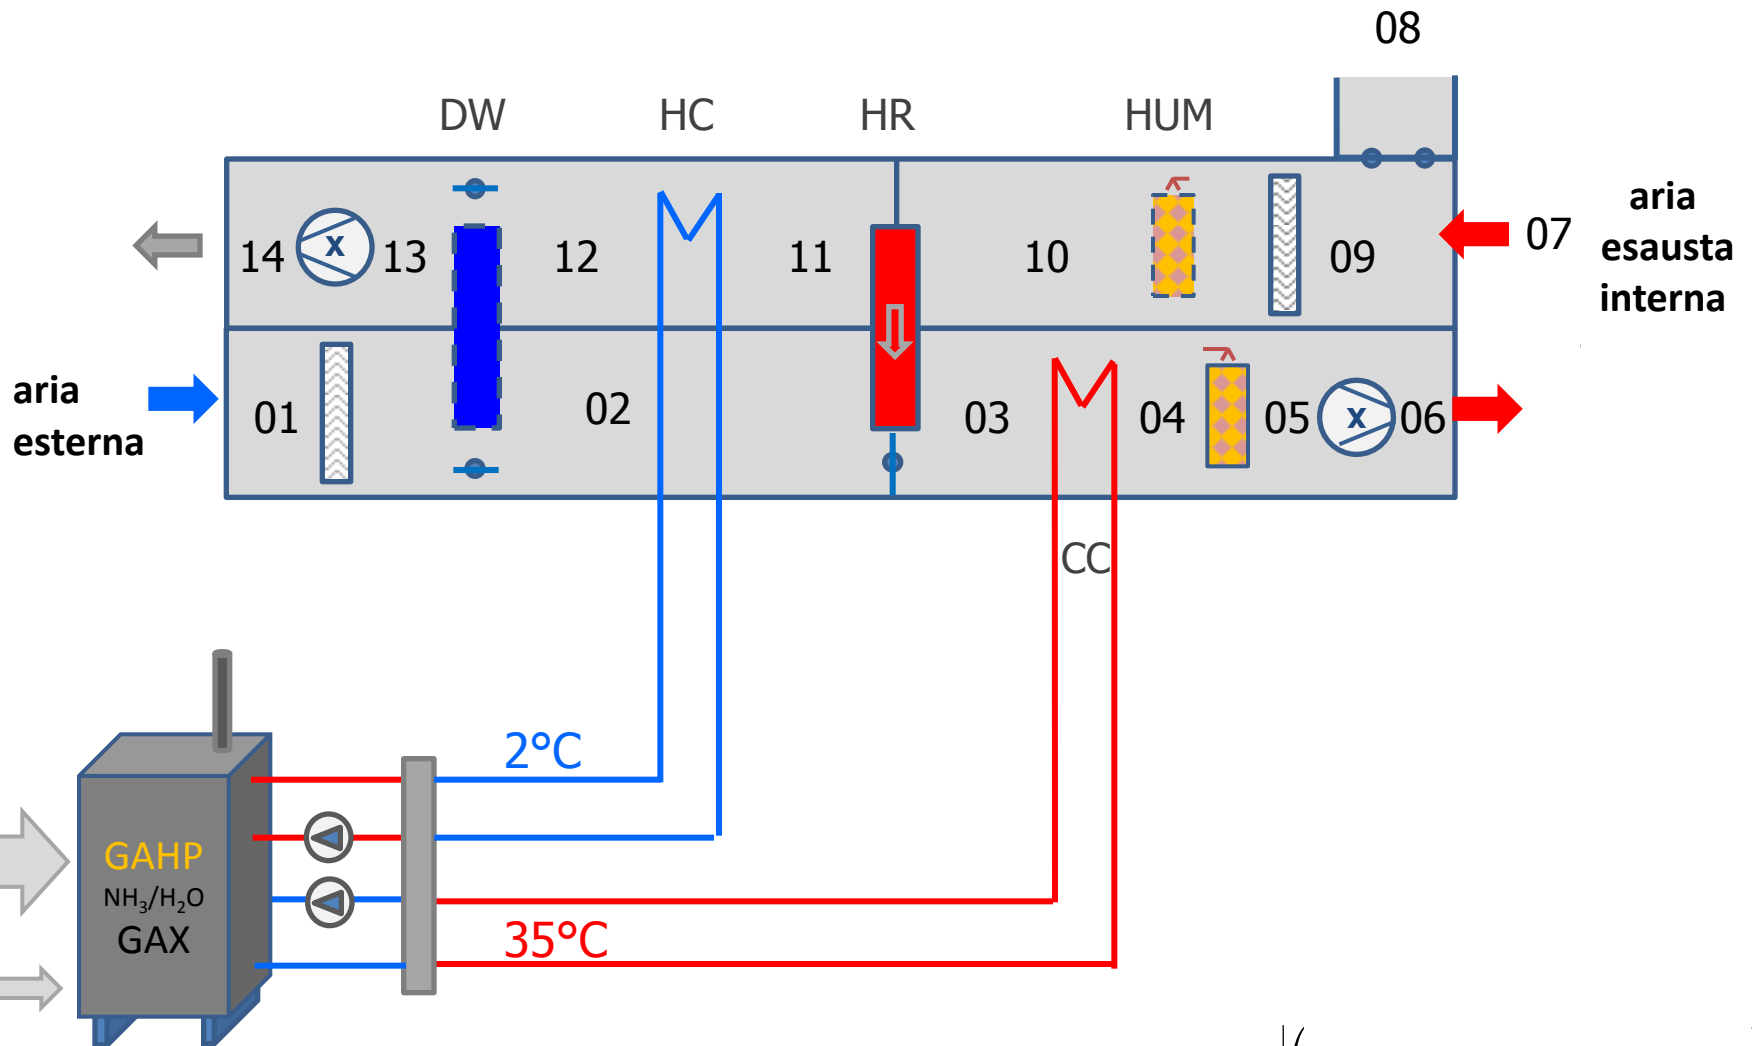 08
DW HC HR HUM
aria
esausta
interna
07
14 X 13 12 11 10 09
aria
esterna
01 02 03 04 05 X 06
CC
2°C
35°C
GAHP
NH₃/H₂O
GAX